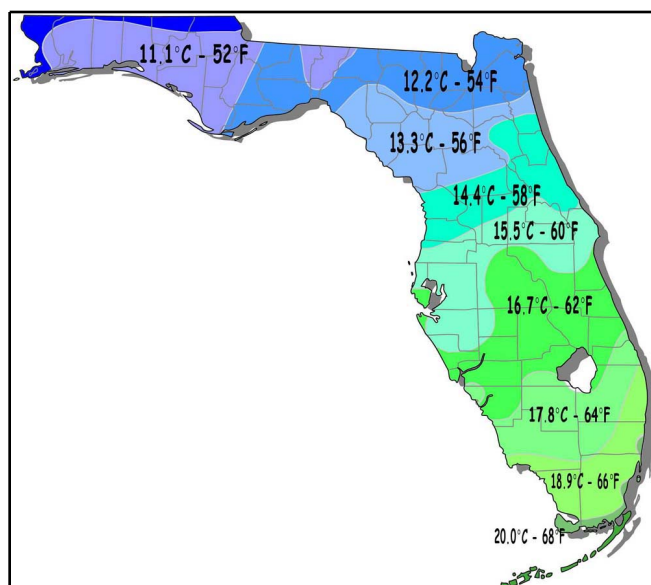 11.1°C - 52°F
12.2°C - 54°F
13.3°C - 56°F
14.4°C - 58°F
15.5°C - 60°F
16.7°C - 62°F
17.8°C - 64°F
18.9°C - 66°F
20.0°C - 68°F